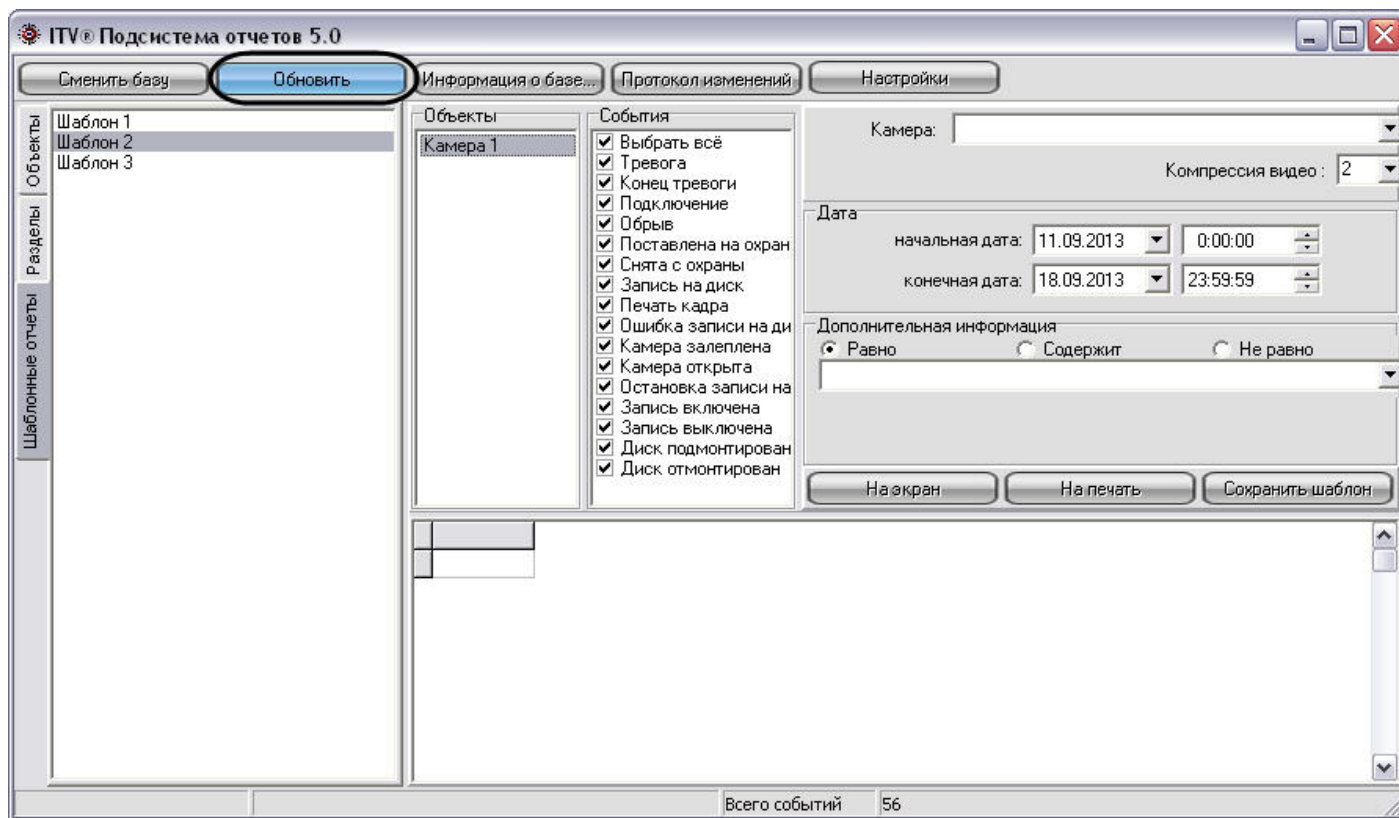 ITV® Подсистема отчетов 5.0
Сменить базу
Обновить
Информация о базе...
Протокол изменений
Настройки
Объекты
Разделы
Шаблонные отчеты
Шаблон 1
Шаблон 2
Шаблон 3
Объекты
Камера 1
События
Выбрать всё
Тревога
Конец тревоги
Подключение
Обрыв
Поставлена на охран
Снята с охраны
Запись на диск
Печать кадра
Ошибка записи на ди
Камера залеплена
Камера открыта
Остановка записи на
Запись включена
Запись выключена
Диск подмонтирован
Диск отмонтирован
Камера:
Компрессия видео : 2
Дата
начальная дата: 11.09.2013 0:00:00
конечная дата: 18.09.2013 23:59:59
Дополнительная информация
Равно Содержит Не равно
На экран
На печать
Сохранить шаблон
Всего событий 56